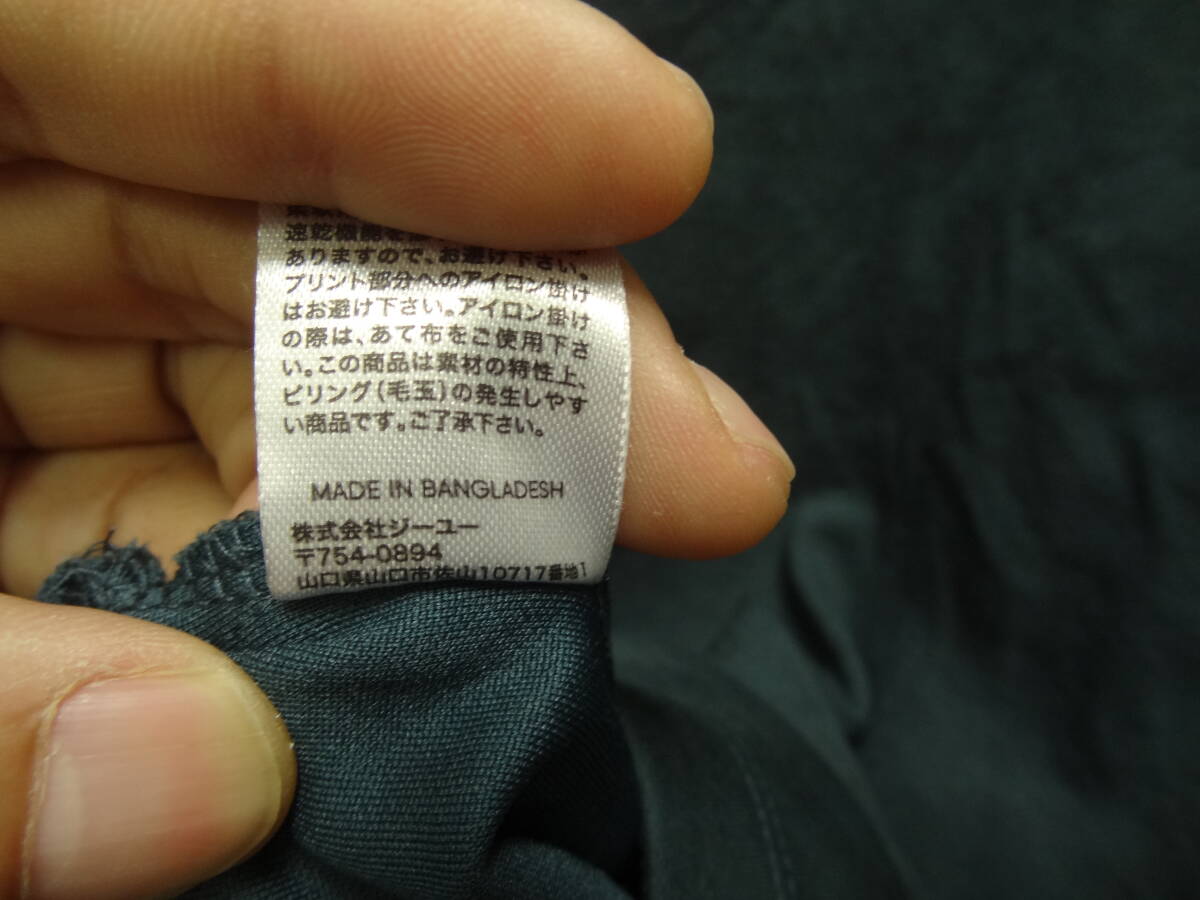 速乾機能
ありますので、お避け下さい。
プリント部分へのアイロン掛け
はお避け下さい。アイロン掛け
の際は、あて布をご使用下さ
い。この商品は素材の特性上、
ピリング(毛玉)の発生しやす
い商品です。ご了承下さい。
MADE IN BANGLADESH
株式会社ジーユー
〒754-0894
山口県山口市佐山10717番地1